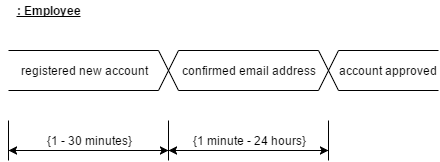 : Employee
registered new account
confirmed email address
account approved
{1 - 30 minutes}
{1 minute - 24 hours}